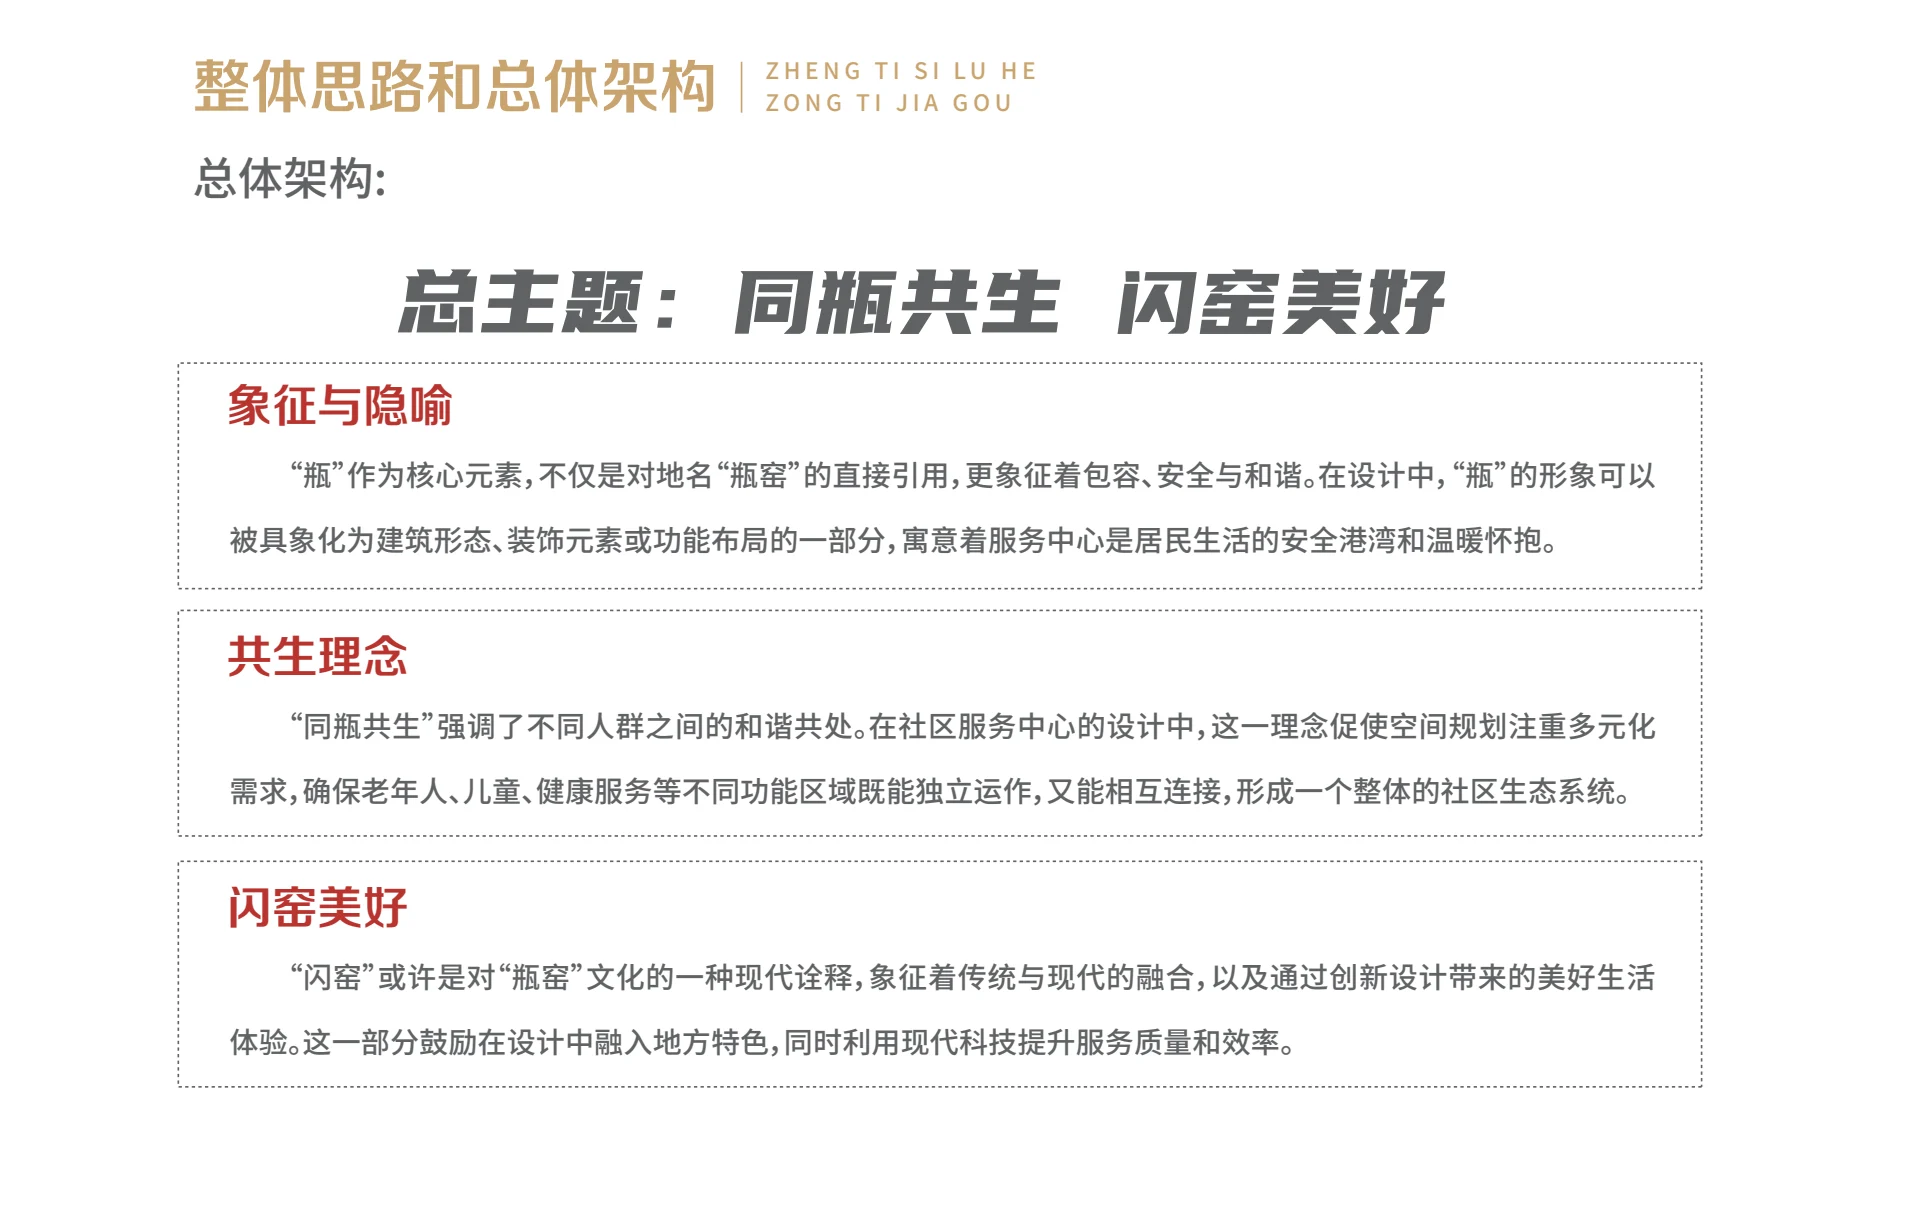 整体思路和总体架构
ZHENG TI SI LU HE
ZONG TI JIA GOU
总体架构:
总主题：同瓶共生 闪窑美好
象征与隐喻
“瓶”作为核心元素，不仅是对地名“瓶窑”的直接引用，更象征着包容、安全与和谐。在设计中，“瓶”的形象可以
被具象化为建筑形态、装饰元素或功能布局的一部分，寓意着服务中心是居民生活的安全港湾和温暖怀抱。
共生理念
“同瓶共生”强调了不同人群之间的和谐共处。在社区服务中心的设计中，这一理念促使空间规划注重多元化
需求，确保老年人、儿童、健康服务等不同功能区域既能独立运作，又能相互连接，形成一个整体的社区生态系统。
闪窑美好
“闪窑”或许是对“瓶窑”文化的一种现代诠释，象征着传统与现代的融合，以及通过创新设计带来的美好生活
体验。这一部分鼓励在设计中融入地方特色，同时利用现代科技提升服务质量和效率。